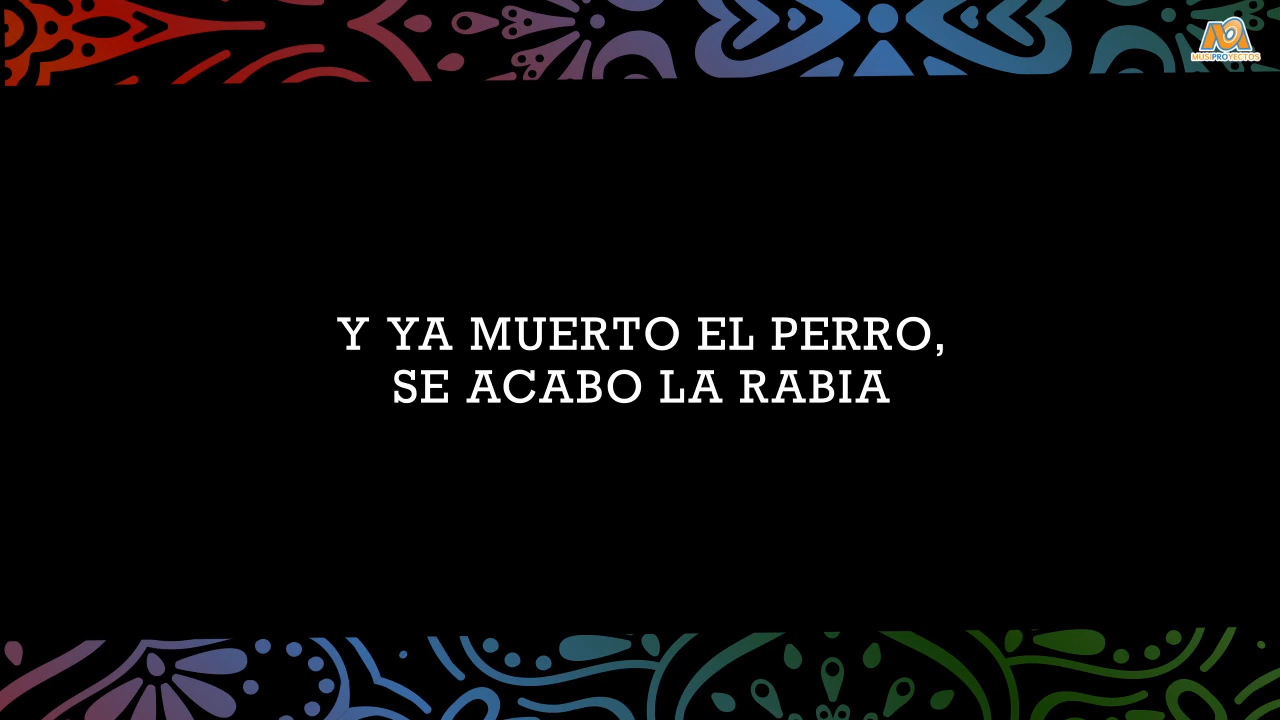 MUSIPROYECTOS
Y YA MUERTO EL PERRO,
SE ACABO LA RABIA